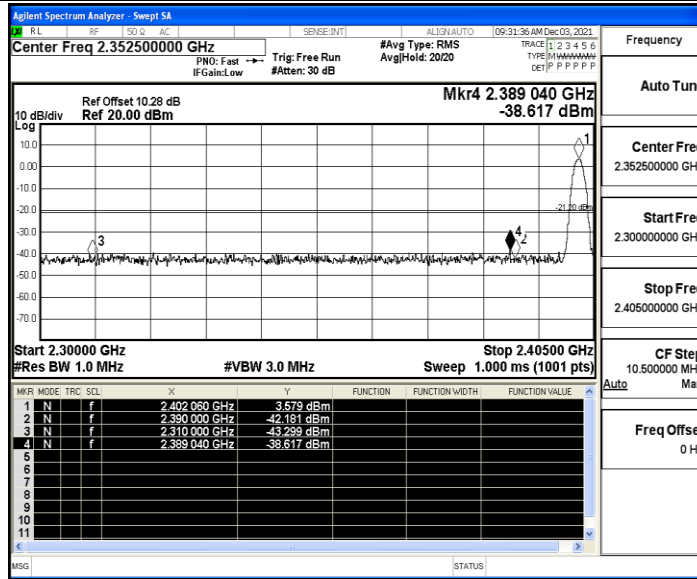 Agilent Spectrum Analyzer - Swept SA
RL RF 50 Ω AC SENSE:INT ALIGN AUTO 09:31:36 AM Dec 03, 2021
Center Freq 2.352500000 GHz
PNO: Fast
IFGain:Low
Trig: Free Run
#Atten: 30 dB
#Avg Type: RMS
Avg|Hold: 20/20
TRACE 1 2 3 4 5 6
TYPE M
DET P P P P P P
Ref Offset 10.28 dB
10 dB/div Ref 20.00 dBm
Log
Mkr4 2.389 040 GHz
-38.617 dBm
10.0
0.00
-10.0
-20.0
-30.0
-40.0
-50.0
-60.0
-70.0
1
-21.20 dBm
3
4
2
Start 2.30000 GHz Stop 2.40500 GHz
#Res BW 1.0 MHz #VBW 3.0 MHz Sweep 1.000 ms (1001 pts)
MKR MODE TRC SCL X Y FUNCTION FUNCTION WIDTH FUNCTION VALUE
1 N f 2.402 060 GHz 3.579 dBm
2 N f 2.390 000 GHz -42.181 dBm
3 N f 2.310 000 GHz -43.299 dBm
4 N f 2.389 040 GHz -38.617 dBm
5
6
7
8
9
10
11
MSG STATUS
Frequency
Auto Tun
Center Fre
2.352500000 GH
Start Fre
2.300000000 GH
Stop Fre
2.405000000 GH
CF Step
10.500000 MH
Auto Ma
Freq Offse
0 H